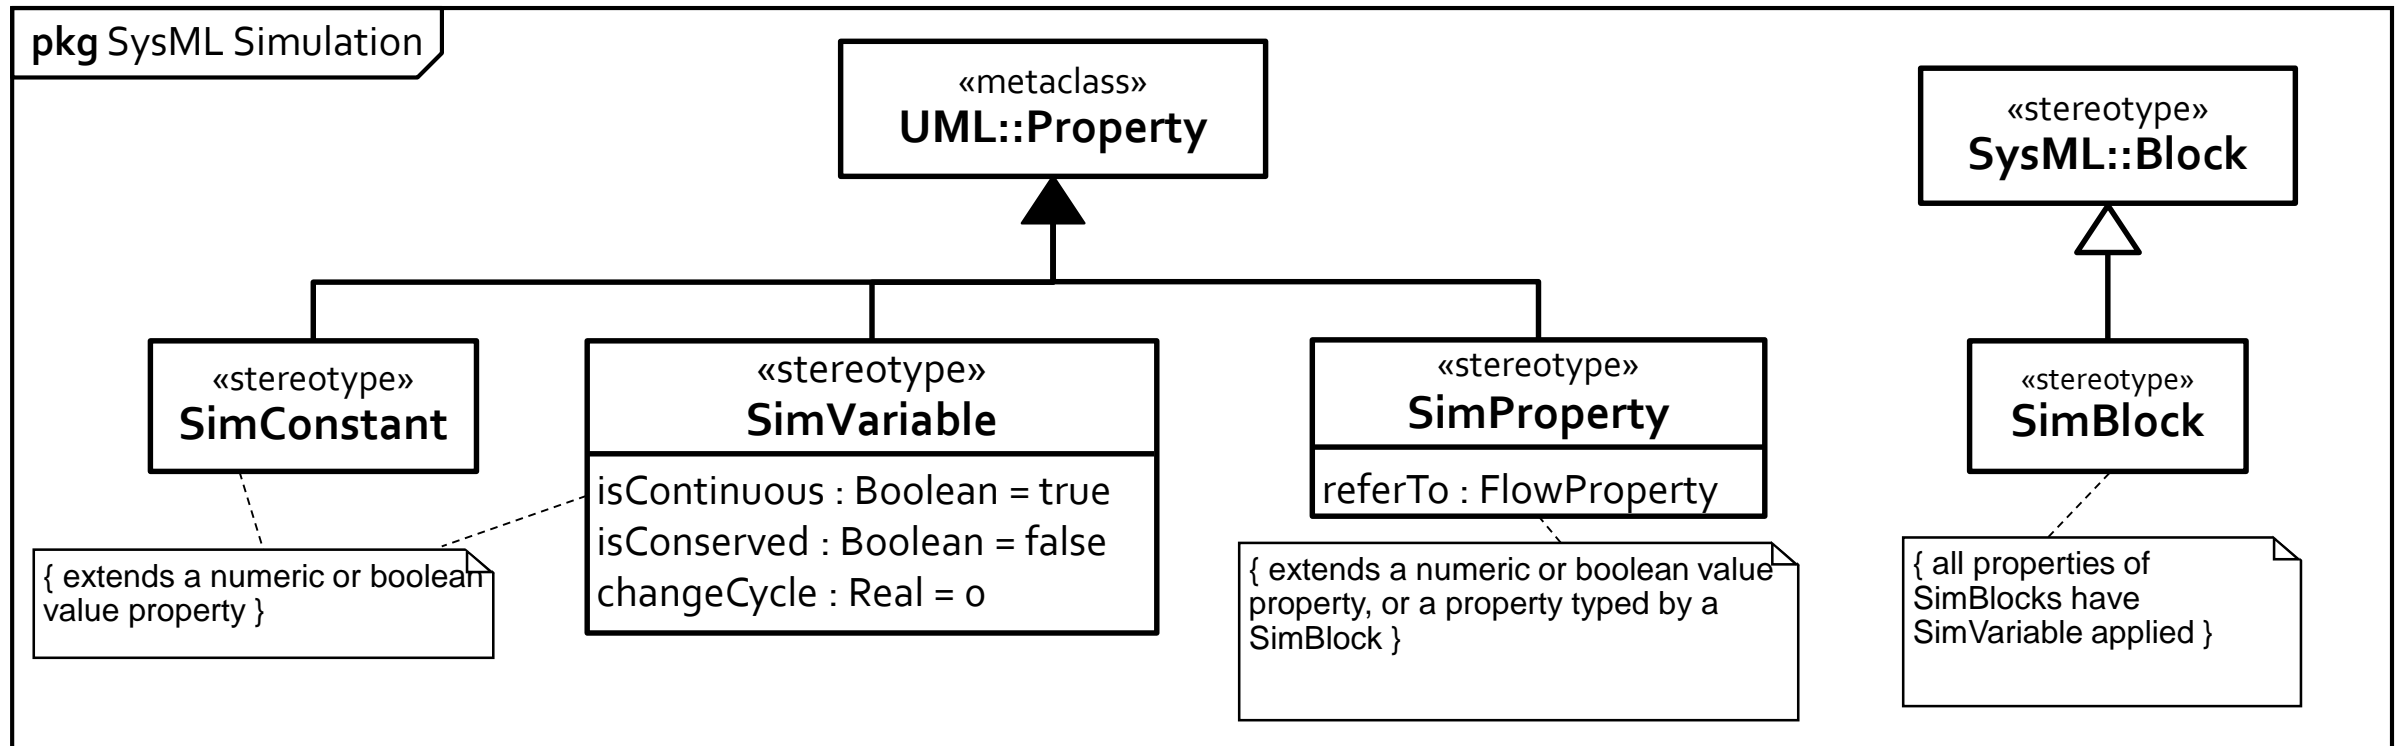 pkg SysML Simulation
«metaclass»
UML::Property
«stereotype»
SysML::Block
«stereotype»
SimConstant
«stereotype»
SimVariable
isContinuous : Boolean = true
isConserved : Boolean = false
changeCycle : Real = 0
«stereotype»
SimProperty
referTo : FlowProperty
«stereotype»
SimBlock
{ extends a numeric or boolean
value property }
{ extends a numeric or boolean value
property, or a property typed by a
SimBlock }
{ all properties of
SimBlocks have
SimVariable applied }